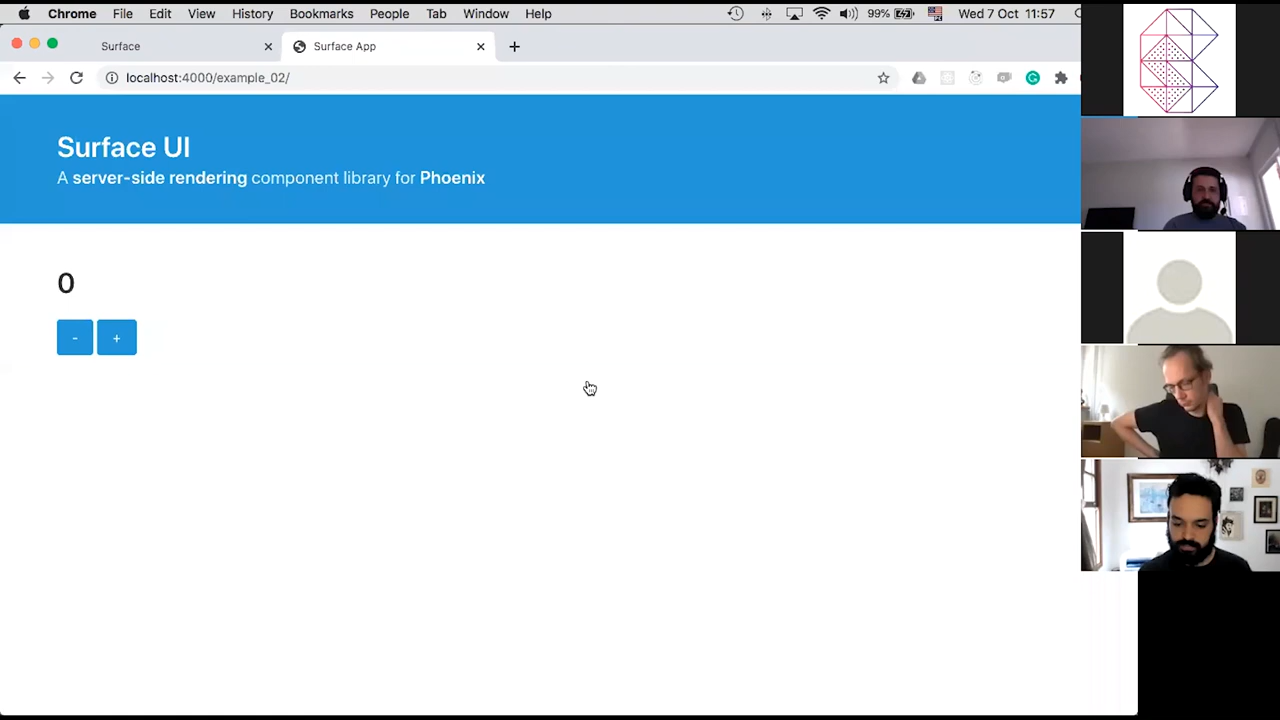 Chrome File Edit View History Bookmarks People Tab Window Help 99% Wed 7 Oct 11:57
Surface Surface App
localhost:4000/example_02/
Surface UI
A server-side rendering component library for Phoenix
0
- +